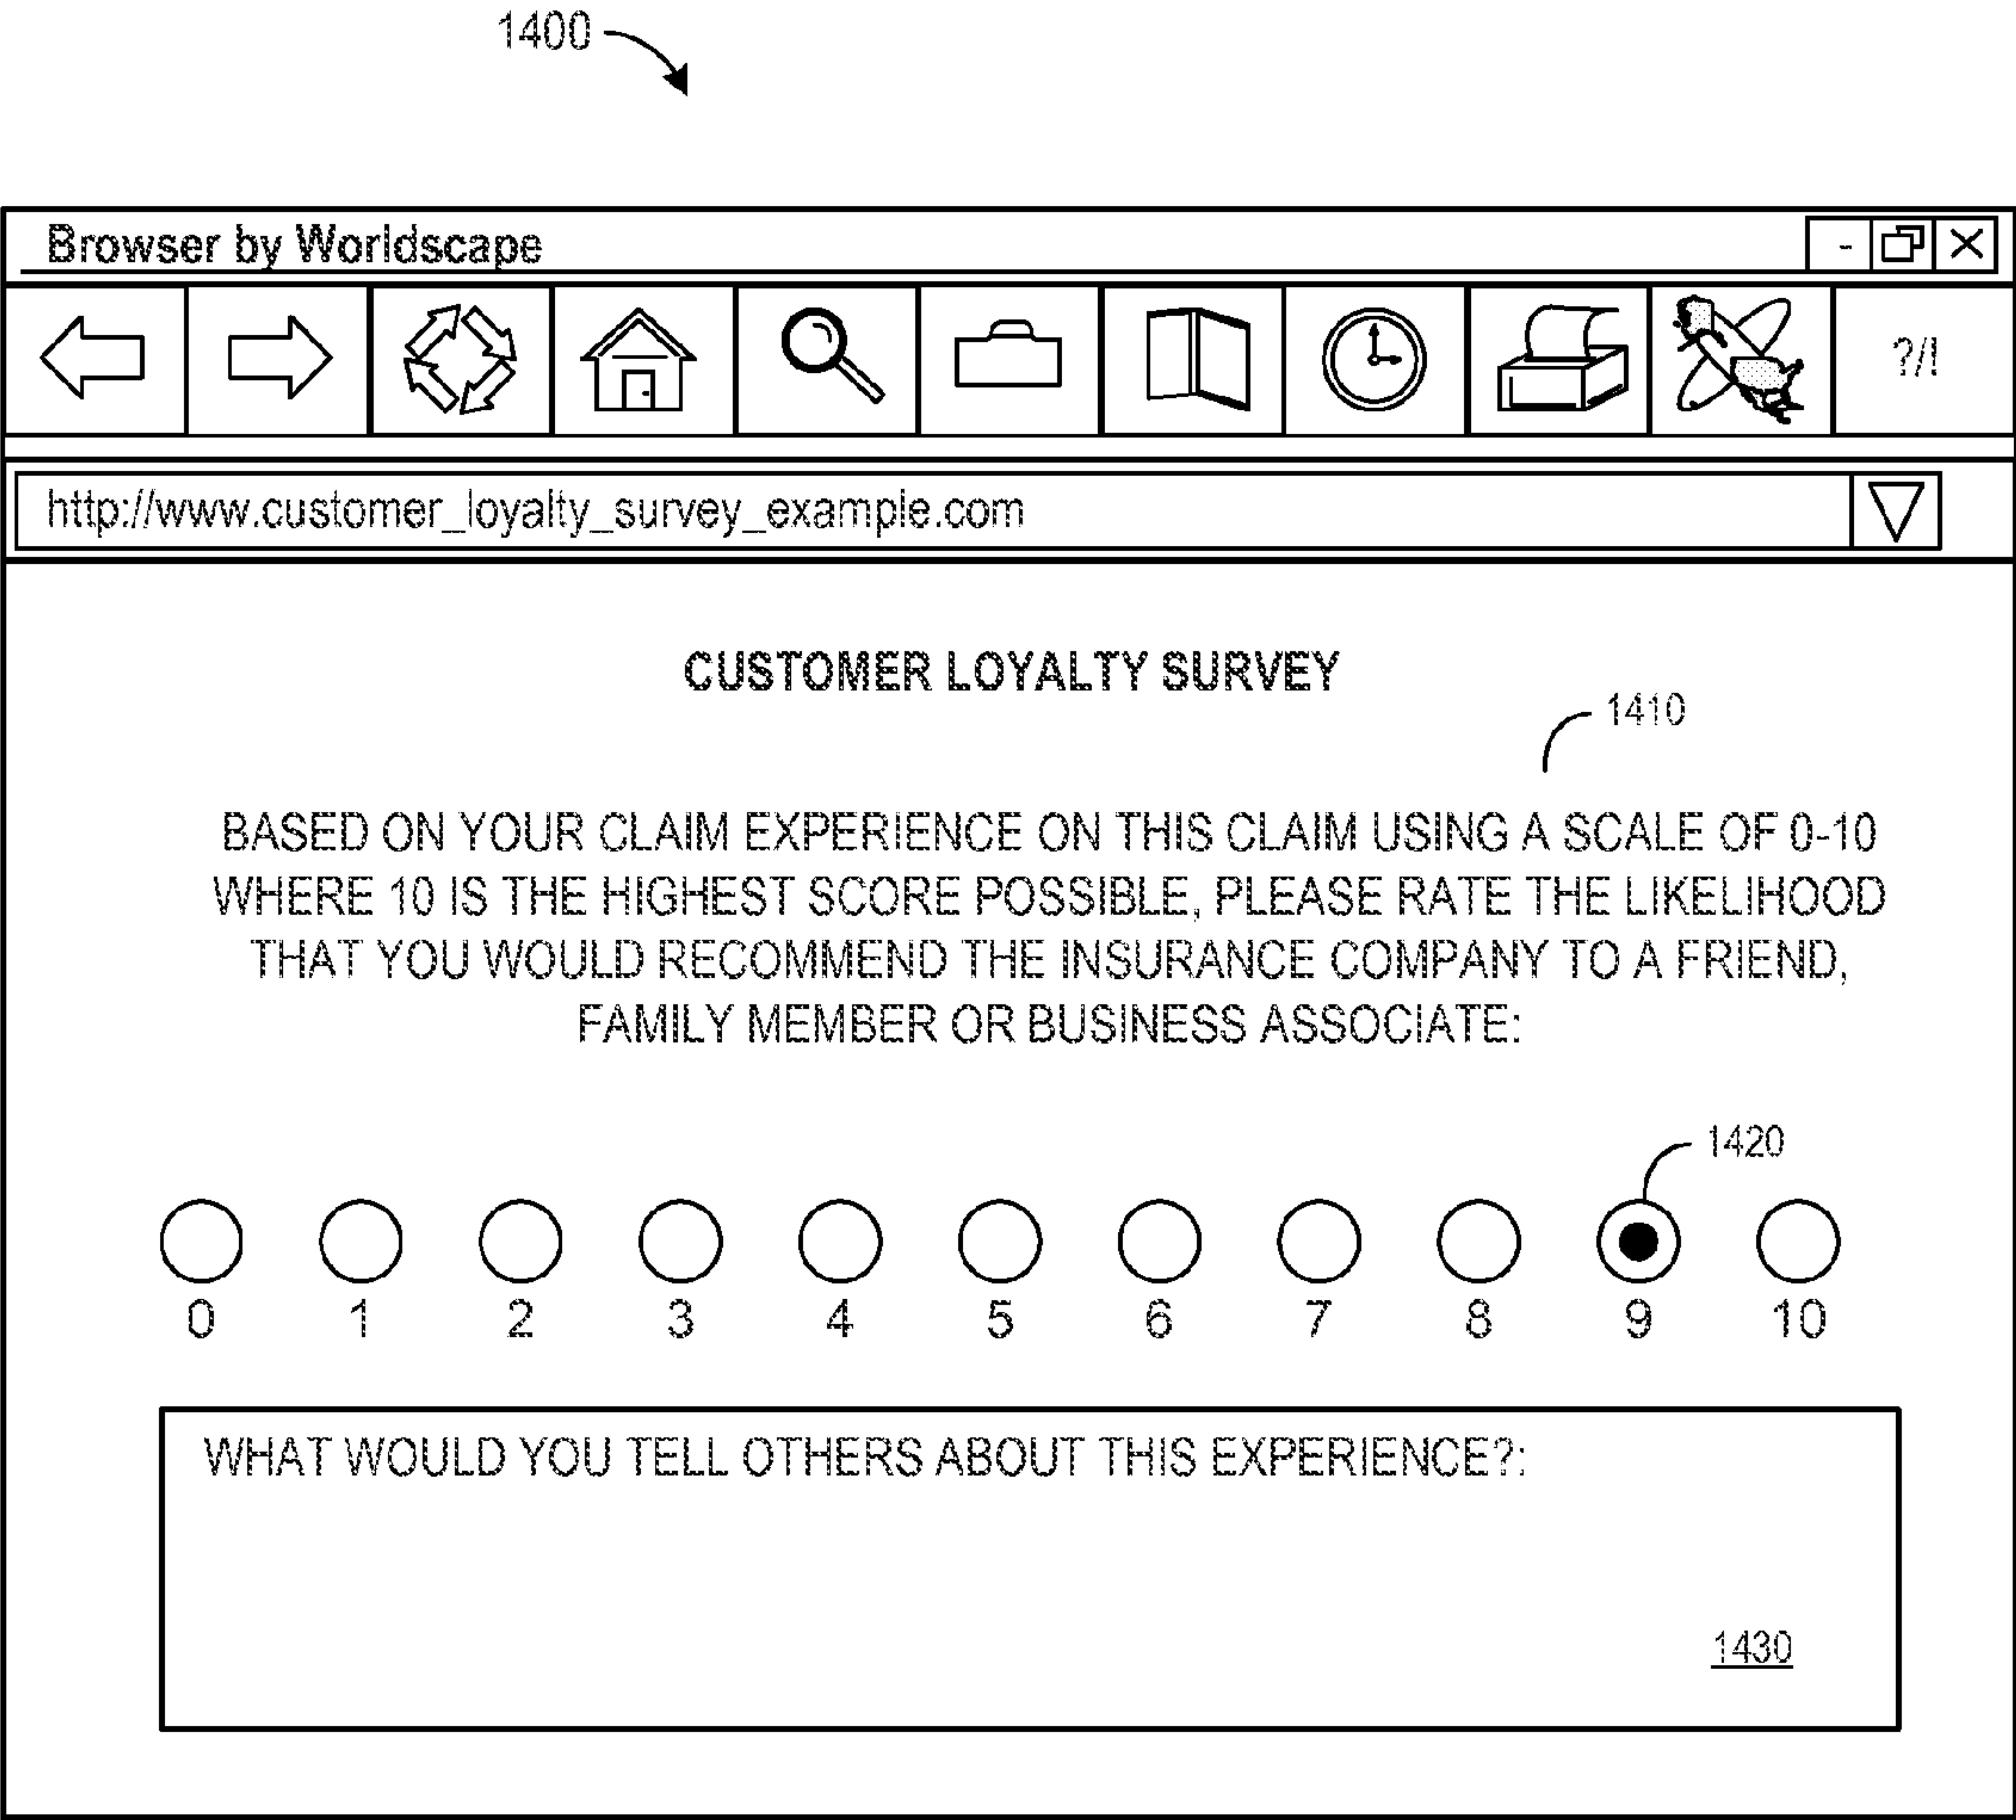 1400
Browser by Worldscape
?/!
http://www.customer_loyalty_survey_example.com
CUSTOMER LOYALTY SURVEY
1410
BASED ON YOUR CLAIM EXPERIENCE ON THIS CLAIM USING A SCALE OF 0-10
WHERE 10 IS THE HIGHEST SCORE POSSIBLE, PLEASE RATE THE LIKELIHOOD
THAT YOU WOULD RECOMMEND THE INSURANCE COMPANY TO A FRIEND,
FAMILY MEMBER OR BUSINESS ASSOCIATE:
1420
0 1 2 3 4 5 6 7 8 9 10
WHAT WOULD YOU TELL OTHERS ABOUT THIS EXPERIENCE?:
1430